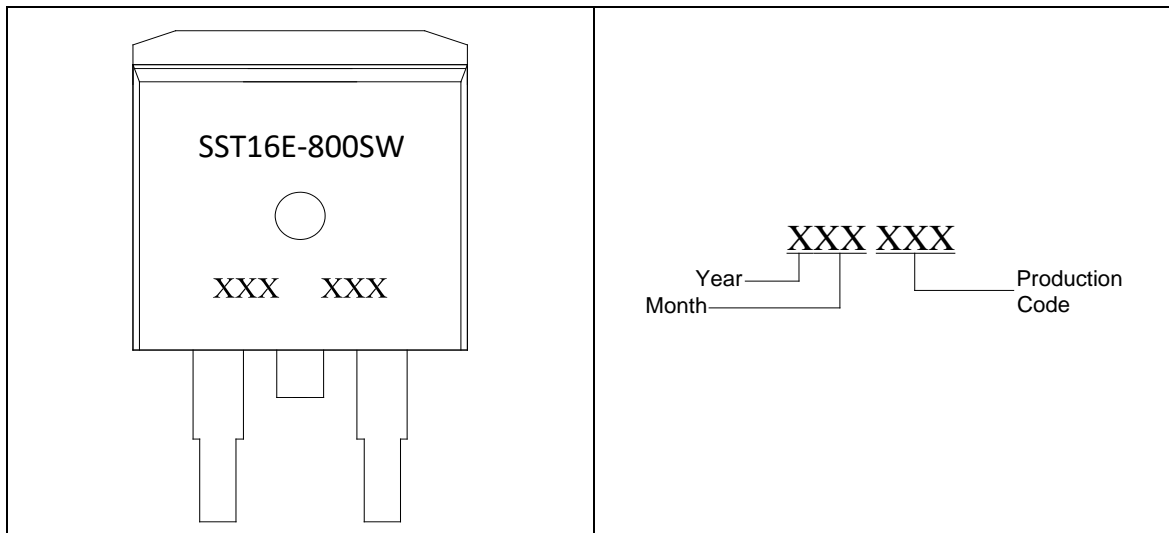 SST16E-800SW
XXX XXX
XXX XXX
Year
Month
Production
Code